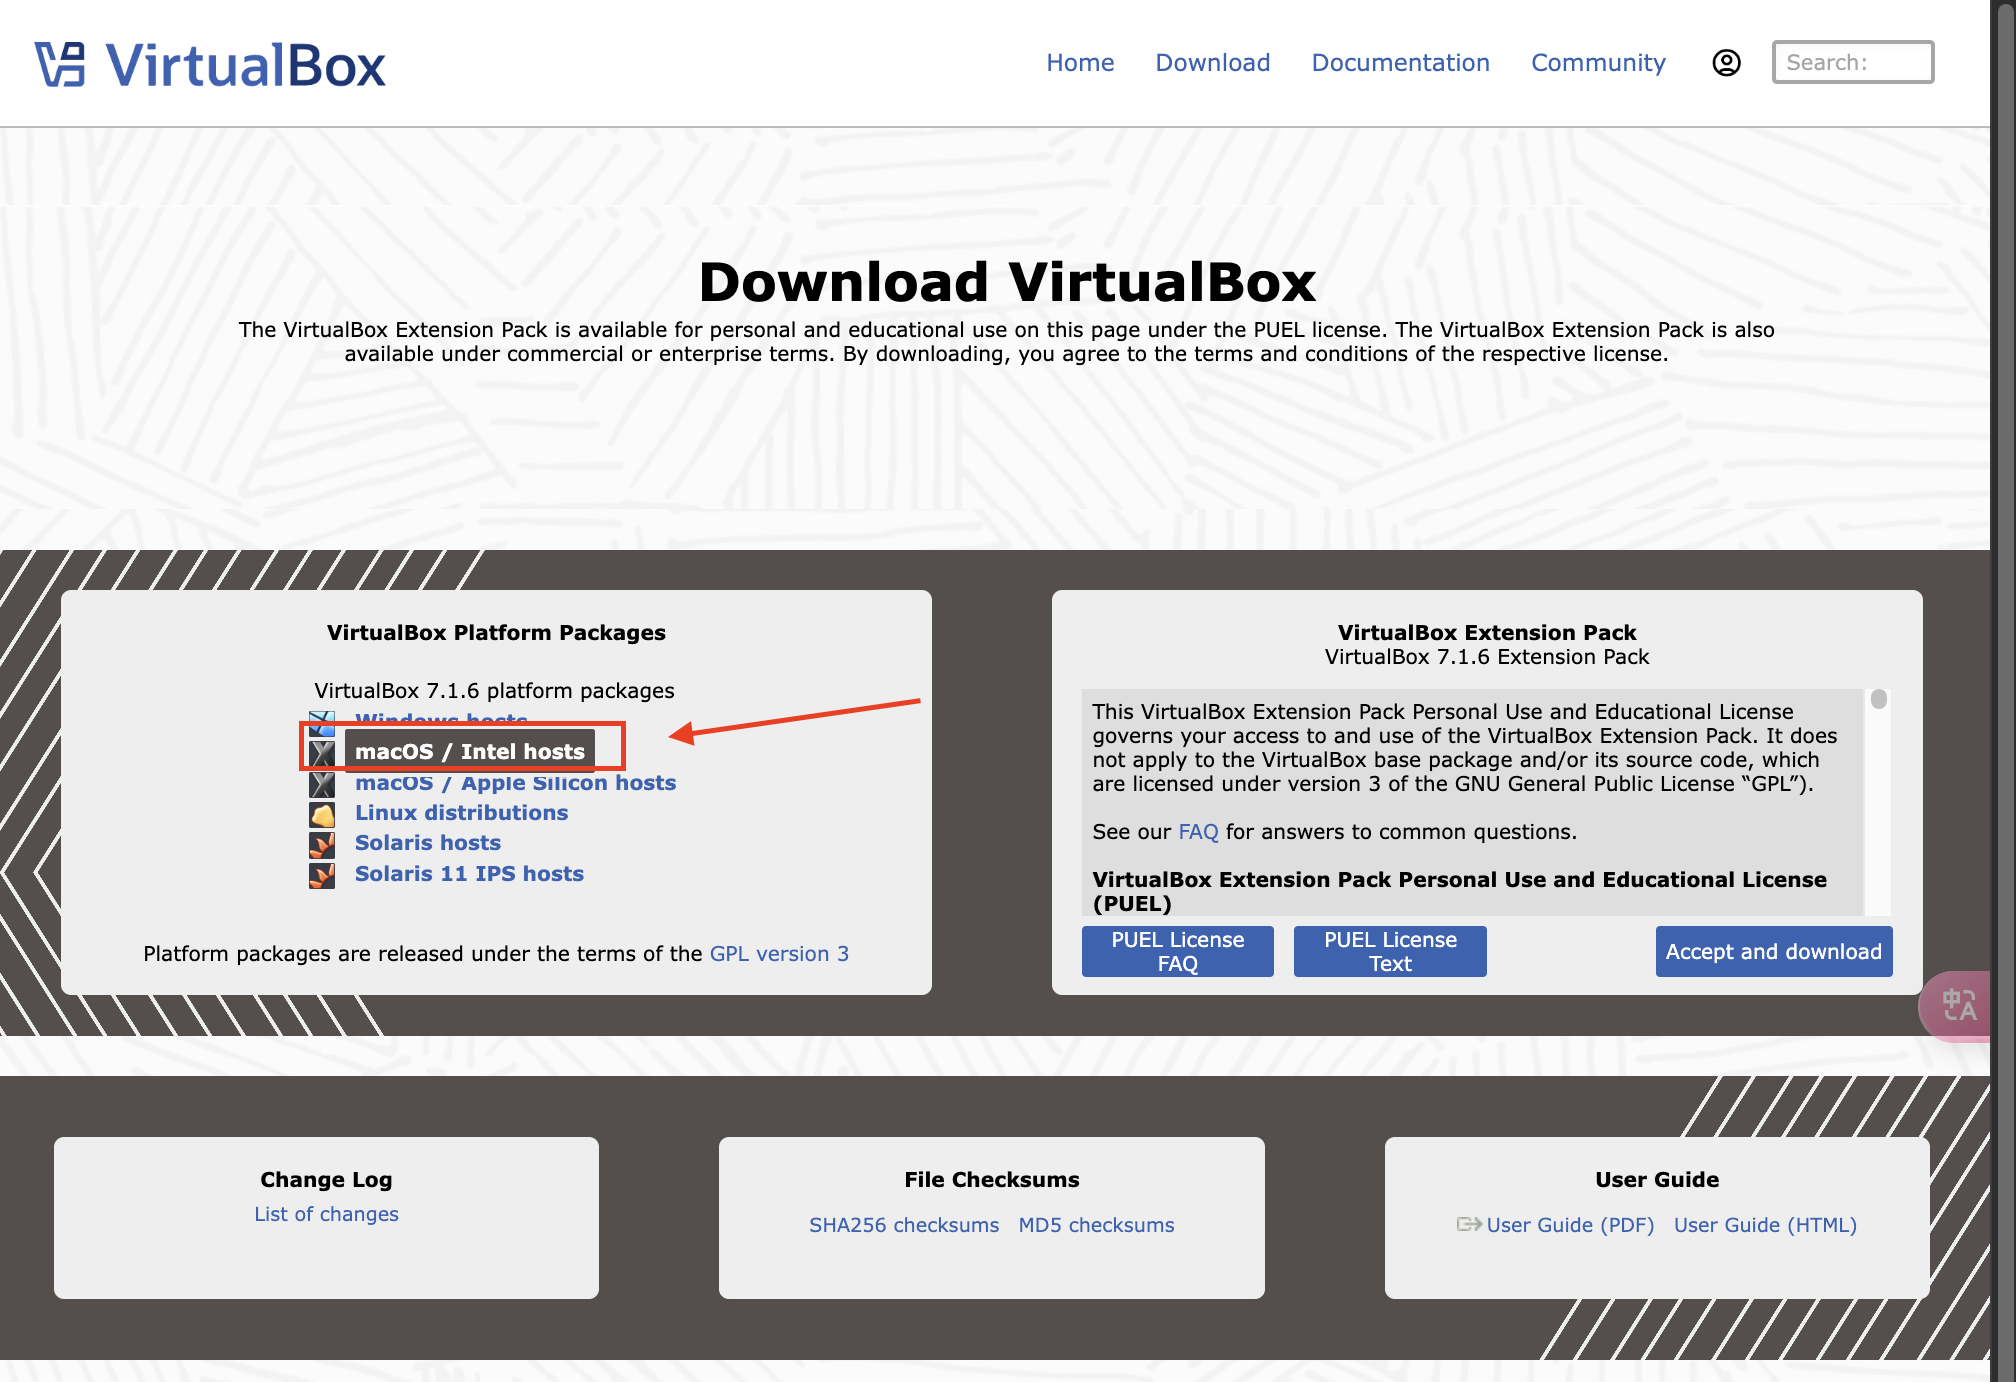 VirtualBox
Home Download Documentation Community Search:
Download VirtualBox
The VirtualBox Extension Pack is available for personal and educational use on this page under the PUEL license. The VirtualBox Extension Pack is also
available under commercial or enterprise terms. By downloading, you agree to the terms and conditions of the respective license.
VirtualBox Platform Packages
VirtualBox 7.1.6 platform packages
Windows hosts
macOS / Intel hosts
macOS / Apple Silicon hosts
Linux distributions
Solaris hosts
Solaris 11 IPS hosts
Platform packages are released under the terms of the GPL version 3
VirtualBox Extension Pack
VirtualBox 7.1.6 Extension Pack
This VirtualBox Extension Pack Personal Use and Educational License
governs your access to and use of the VirtualBox Extension Pack. It does
not apply to the VirtualBox base package and/or its source code, which
are licensed under version 3 of the GNU General Public License “GPL”).
See our FAQ for answers to common questions.
VirtualBox Extension Pack Personal Use and Educational License
(PUEL)
PUEL License
FAQ
PUEL License
Text
Accept and download
中A
Change Log
List of changes
File Checksums
SHA256 checksums MD5 checksums
User Guide
User Guide (PDF) User Guide (HTML)